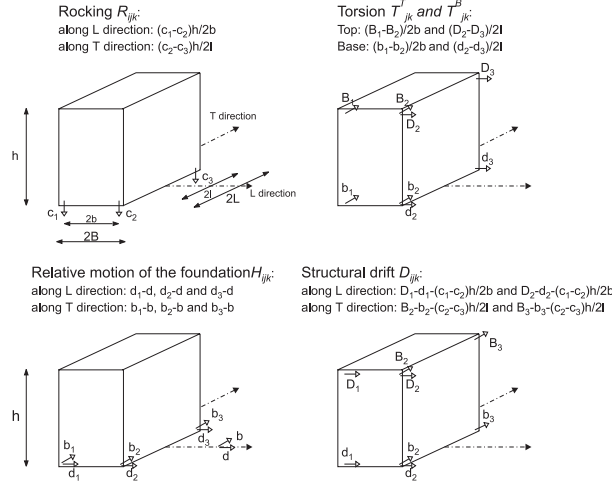 Rocking R_ijk:
along L direction: (c₁-c₂)h/2b
along T direction: (c₂-c₃)h/2l
T direction
h
c₃
2l
2L
L direction
c₁
2b
c₂
2B
Torsion T^T_jk and T^B_jk:
Top: (B₁-B₂)/2b and (D₂-D₃)/2l
Base: (b₁-b₂)/2b and (d₂-d₃)/2l
D₃
B₁
B₂
D₂
d₃
b₁
b₂
d₂
Relative motion of the foundationH_ijk:
along L direction: d₁-d, d₂-d and d₃-d
along T direction: b₁-b, b₂-b and b₃-b
h
b₃
b₁
b₂
d₃
b
d
d₁
d₂
Structural drift D_ijk:
along L direction: D₁-d₁-(c₁-c₂)h/2b and D₂-d₂-(c₁-c₂)h/2b
along T direction: B₂-b₂-(c₂-c₃)h/2l and B₃-b₃-(c₂-c₃)h/2l
B₃
B₂
D₁
D₂
b₃
d₁
b₂
d₂